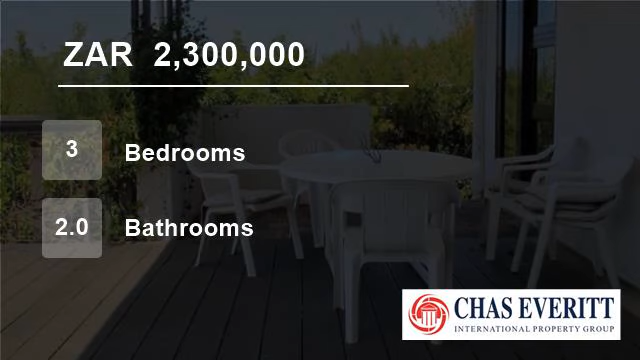 ZAR 2,300,000
3 Bedrooms
2.0 Bathrooms
CHAS EVERITT
INTERNATIONAL PROPERTY GROUP